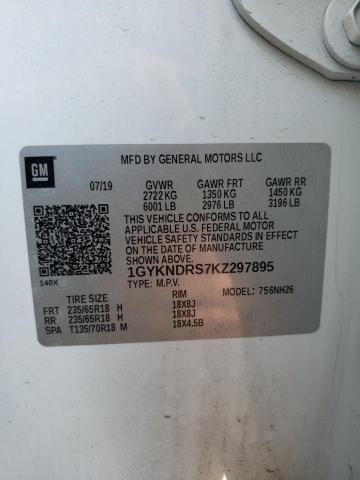 GM
MFD BY GENERAL MOTORS LLC
07/19 GVWR GAWR FRT GAWR RR
2722 KG 1350 KG 1450 KG
6001 LB 2976 LB 3196 LB
THIS VEHICLE CONFORMS TO ALL
APPLICABLE U.S. FEDERAL MOTOR
VEHICLE SAFETY AND THEFT
PREVENTION STANDARDS IN EFFECT
ON THE DATE OF MANUFACTURE
SHOWN ABOVE.
1GYKNDRS7KZ297895
140X TYPE: M.P.V.
TIRE SIZE RIM MODEL: 756NH26
FRT 235/65R18 H 18X8J
RR 235/65R18 H 18X8J
SPA T135/70R18 M 18X4.5B